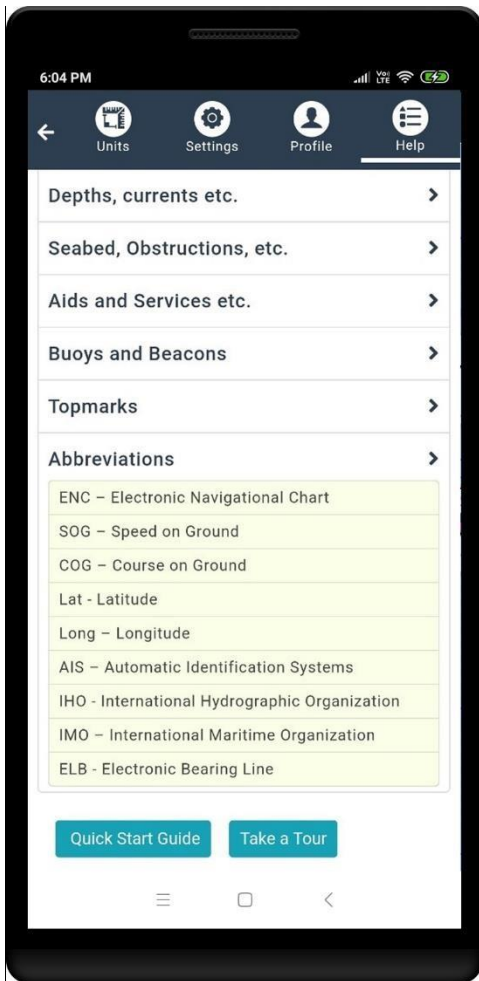 6:04 PM
Vo) LTE
Units
Settings
Profile
Help
Depths, currents etc.
Seabed, Obstructions, etc.
Aids and Services etc.
Buoys and Beacons
Topmarks
Abbreviations
ENC – Electronic Navigational Chart
SOG – Speed on Ground
COG – Course on Ground
Lat - Latitude
Long – Longitude
AIS – Automatic Identification Systems
IHO - International Hydrographic Organization
IMO – International Maritime Organization
ELB - Electronic Bearing Line
Quick Start Guide
Take a Tour